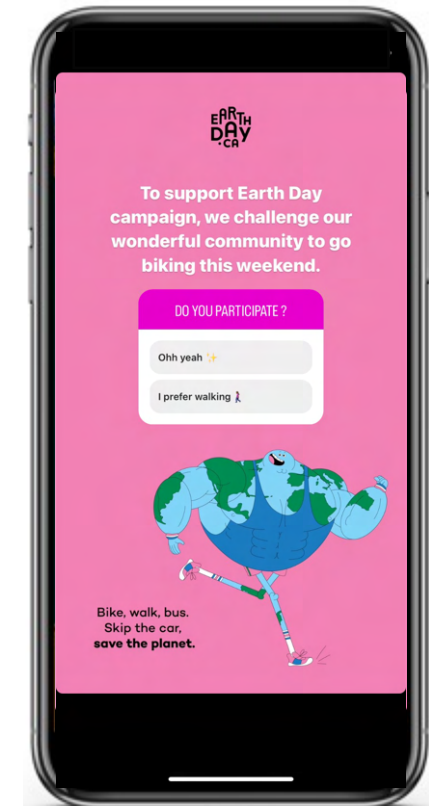 EARTH
DAY
.CA
To support Earth Day
campaign, we challenge our
wonderful community to go
biking this weekend.
DO YOU PARTICIPATE ?
Ohh yeah ✨
I prefer walking 🚶‍♀️
Bike, walk, bus.
Skip the car,
save the planet.